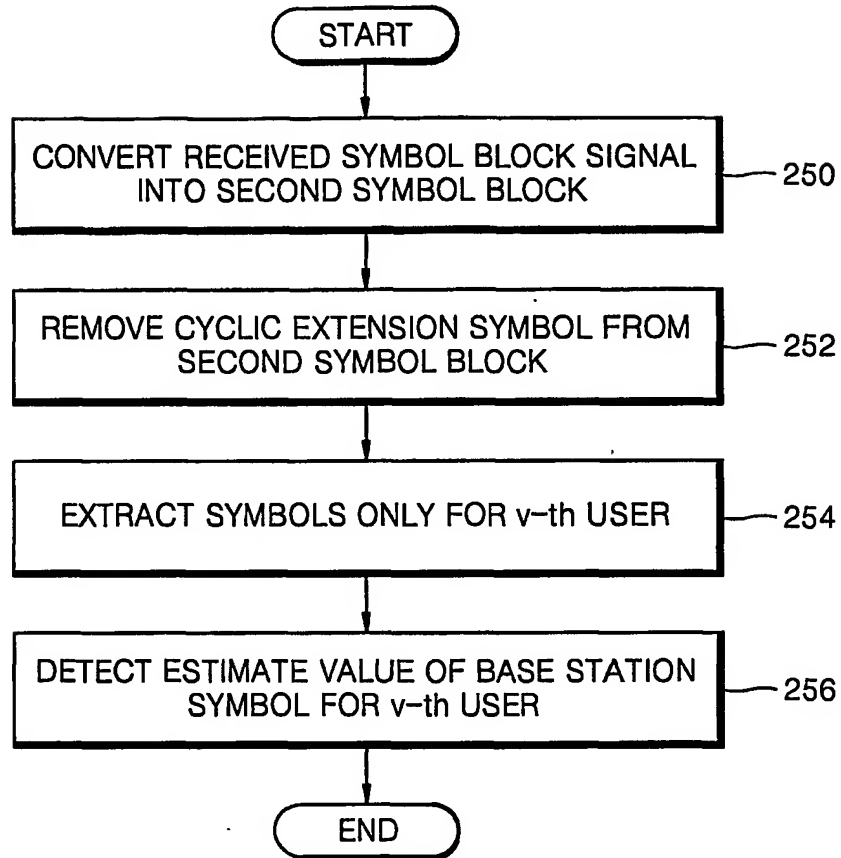 START
CONVERT RECEIVED SYMBOL BLOCK SIGNAL
INTO SECOND SYMBOL BLOCK
250
REMOVE CYCLIC EXTENSION SYMBOL FROM
SECOND SYMBOL BLOCK
252
EXTRACT SYMBOLS ONLY FOR v-th USER
254
DETECT ESTIMATE VALUE OF BASE STATION
SYMBOL FOR v-th USER
256
END